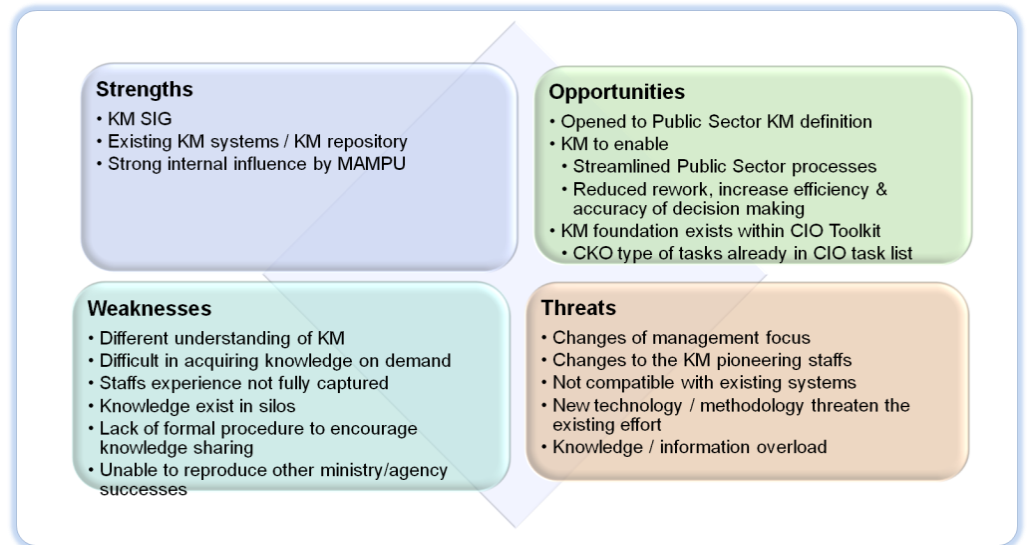 Strengths
• KM SIG
• Existing KM systems / KM repository
• Strong internal influence by MAMPU
Opportunities
• Opened to Public Sector KM definition
• KM to enable
• Streamlined Public Sector processes
• Reduced rework, increase efficiency &
accuracy of decision making
• KM foundation exists within CIO Toolkit
• CKO type of tasks already in CIO task list
Weaknesses
• Different understanding of KM
• Difficult in acquiring knowledge on demand
• Staffs experience not fully captured
• Knowledge exist in silos
• Lack of formal procedure to encourage
knowledge sharing
• Unable to reproduce other ministry/agency
successes
Threats
• Changes of management focus
• Changes to the KM pioneering staffs
• Not compatible with existing systems
• New technology / methodology threaten the
existing effort
• Knowledge / information overload